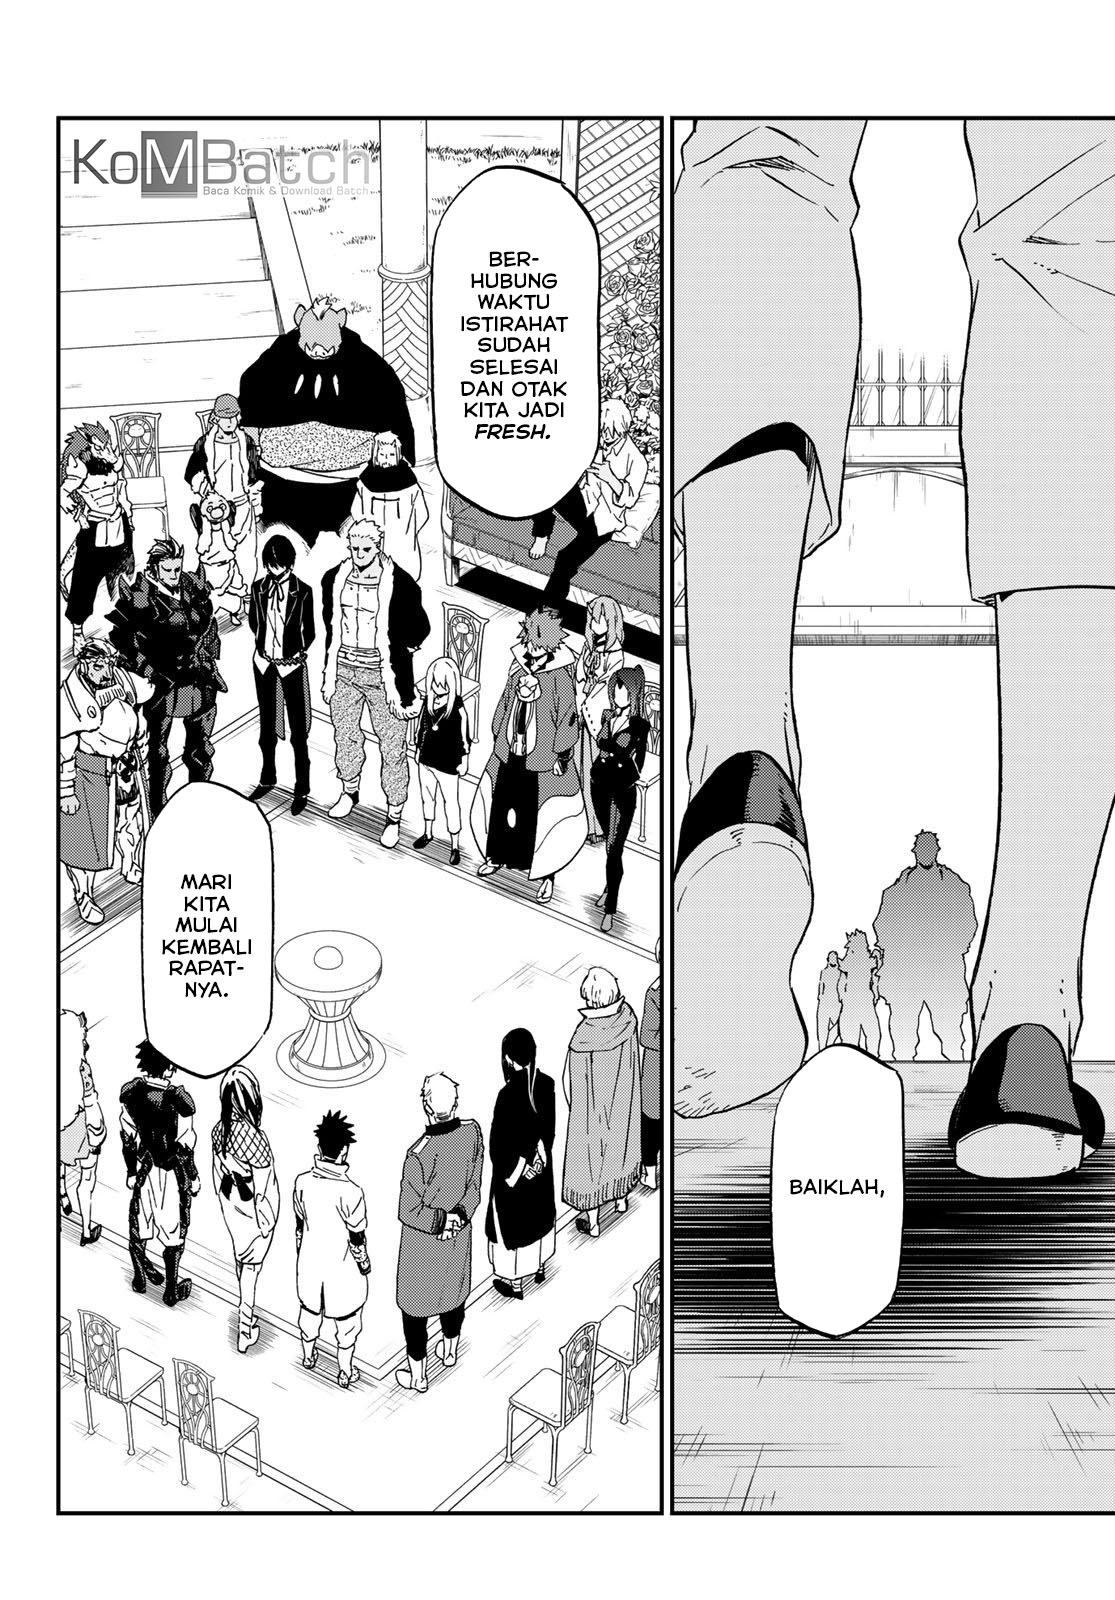 BAIKLAH,
KoMBatch
Baca Komik & Download Batch
BER-
HUBUNG
WAKTU
ISTIRAHAT
SUDAH
SELESAI
DAN OTAK
KITA JADI
FRESH.
MARI
KITA
MULAI
KEMBALI
RAPAT-
NYA.